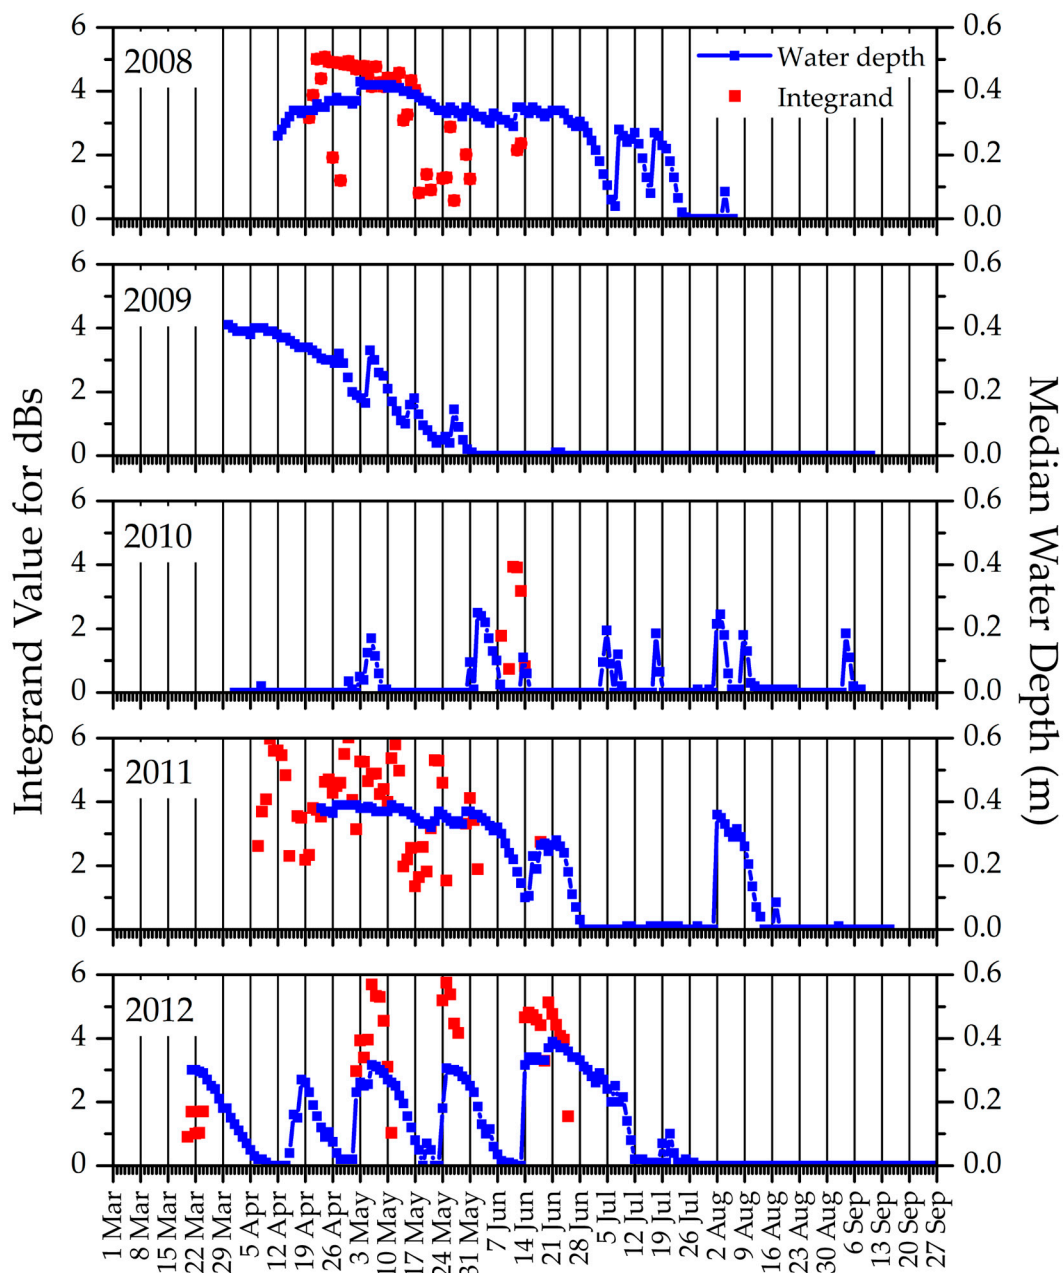 Integrand Value for dBs
Median Water Depth (m)
2008
Water depth
Integrand
6
4
2
0
0.6
0.4
0.2
0.0
2009
6
4
2
0
0.6
0.4
0.2
0.0
2010
6
4
2
0
0.6
0.4
0.2
0.0
2011
6
4
2
0
0.6
0.4
0.2
0.0
2012
6
4
2
0
0.6
0.4
0.2
0.0
1 Mar
8 Mar
15 Mar
22 Mar
29 Mar
5 Apr
12 Apr
19 Apr
26 Apr
3 May
10 May
17 May
24 May
31 May
7 Jun
14 Jun
21 Jun
28 Jun
5 Jul
12 Jul
19 Jul
26 Jul
2 Aug
9 Aug
16 Aug
23 Aug
30 Aug
6 Sep
13 Sep
20 Sep
27 Sep